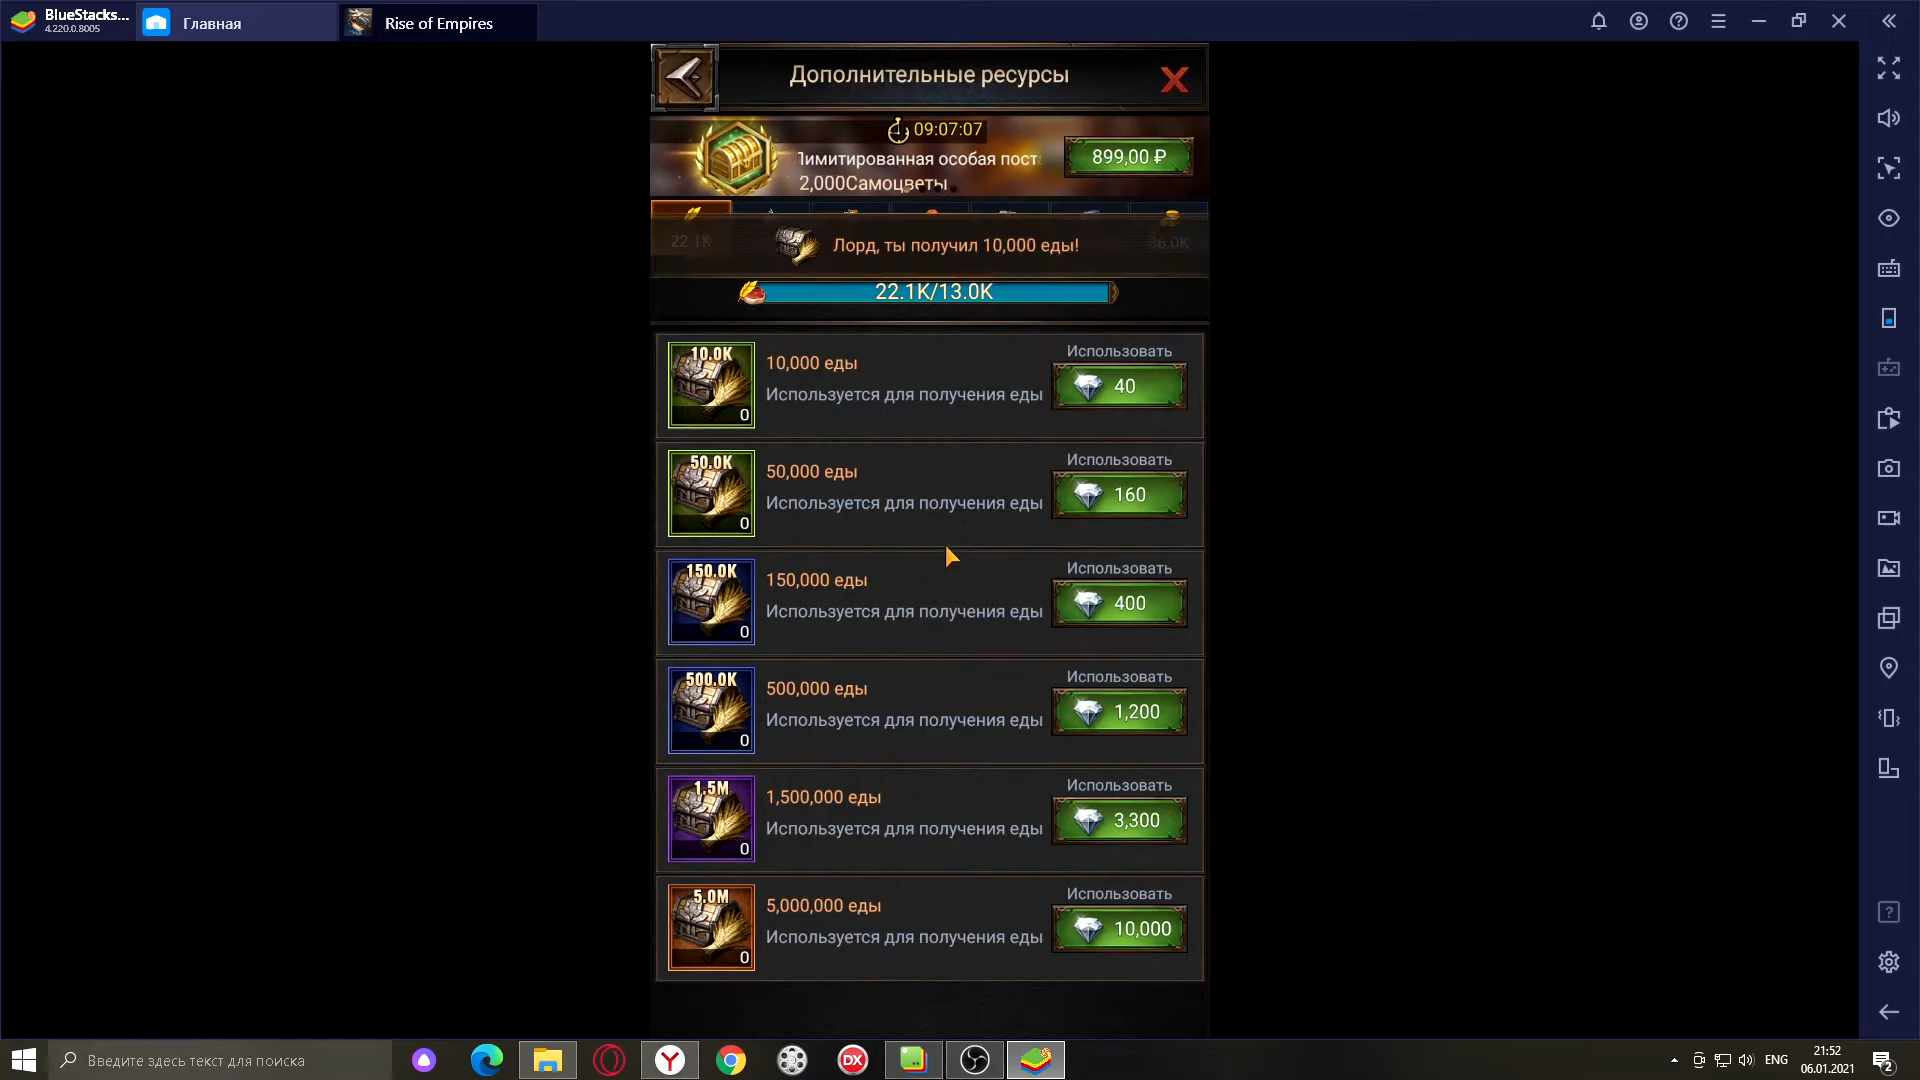 BlueStacks...
4.220.0.8005
Главная
Rise of Empires
Дополнительные ресурсы
09:07:07
Лимитированная особая пост
2,000Самоцветы
899,00 ₽
22.1K
36.0K
Лорд, ты получил 10,000 еды!
22.1K/13.0K
10.0K
0
10,000 еды
Используется для получения еды
Использовать
40
50.0K
0
50,000 еды
Используется для получения еды
Использовать
160
150.0K
0
150,000 еды
Используется для получения еды
Использовать
400
500.0K
0
500,000 еды
Используется для получения еды
Использовать
1,200
1.5M
0
1,500,000 еды
Используется для получения еды
Использовать
3,300
5.0M
0
5,000,000 еды
Используется для получения еды
Использовать
10,000
Введите здесь текст для поиска
DX
ENG
21:52
06.01.2021
2